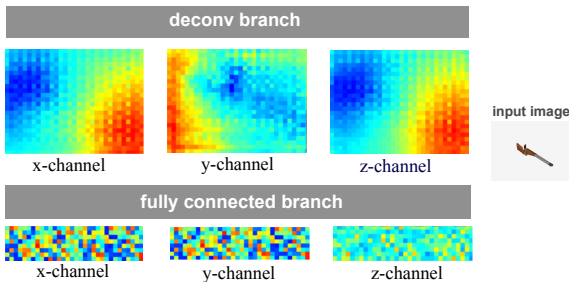 deconv branch
x-channel
y-channel
z-channel
input image
fully connected branch
x-channel
y-channel
z-channel